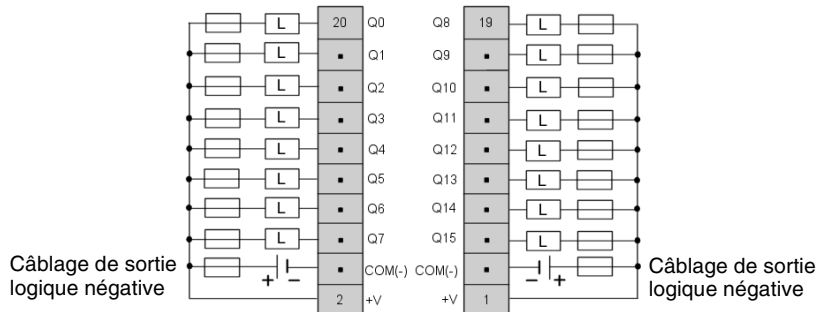 L 20 Q0 Q8 19 L
L Q1 Q9 L
L Q2 Q10 L
L Q3 Q11 L
L Q4 Q12 L
L Q5 Q13 L
L Q6 Q14 L
L Q7 Q15 L
Câblage de sortie
logique négative
+ − COM(-) COM(-) − +
Câblage de sortie
logique négative
2 +V +V 1